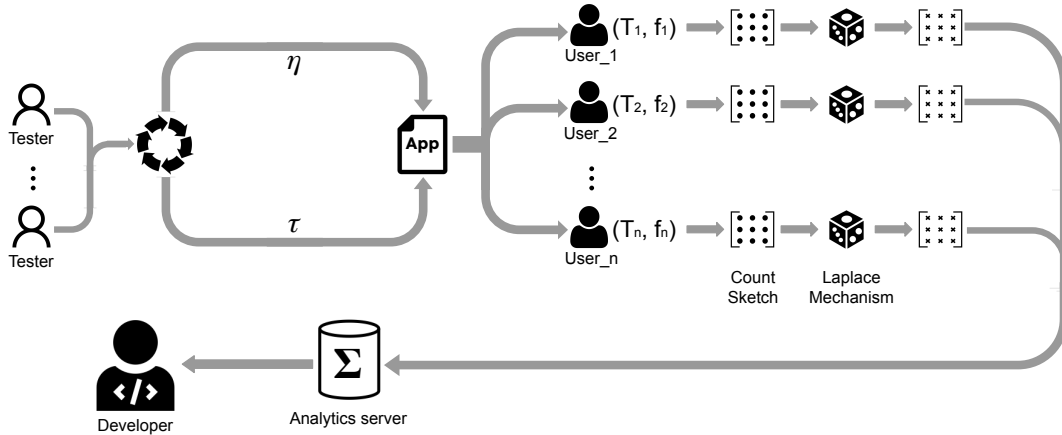 η
(T₁, f₁)
User_1
Tester
(T₂, f₂)
App
User_2
...
...
Tester
τ
(Tₙ, fₙ)
User_n
Count
Sketch
Laplace
Mechanism
Σ
</>
Developer
Analytics server